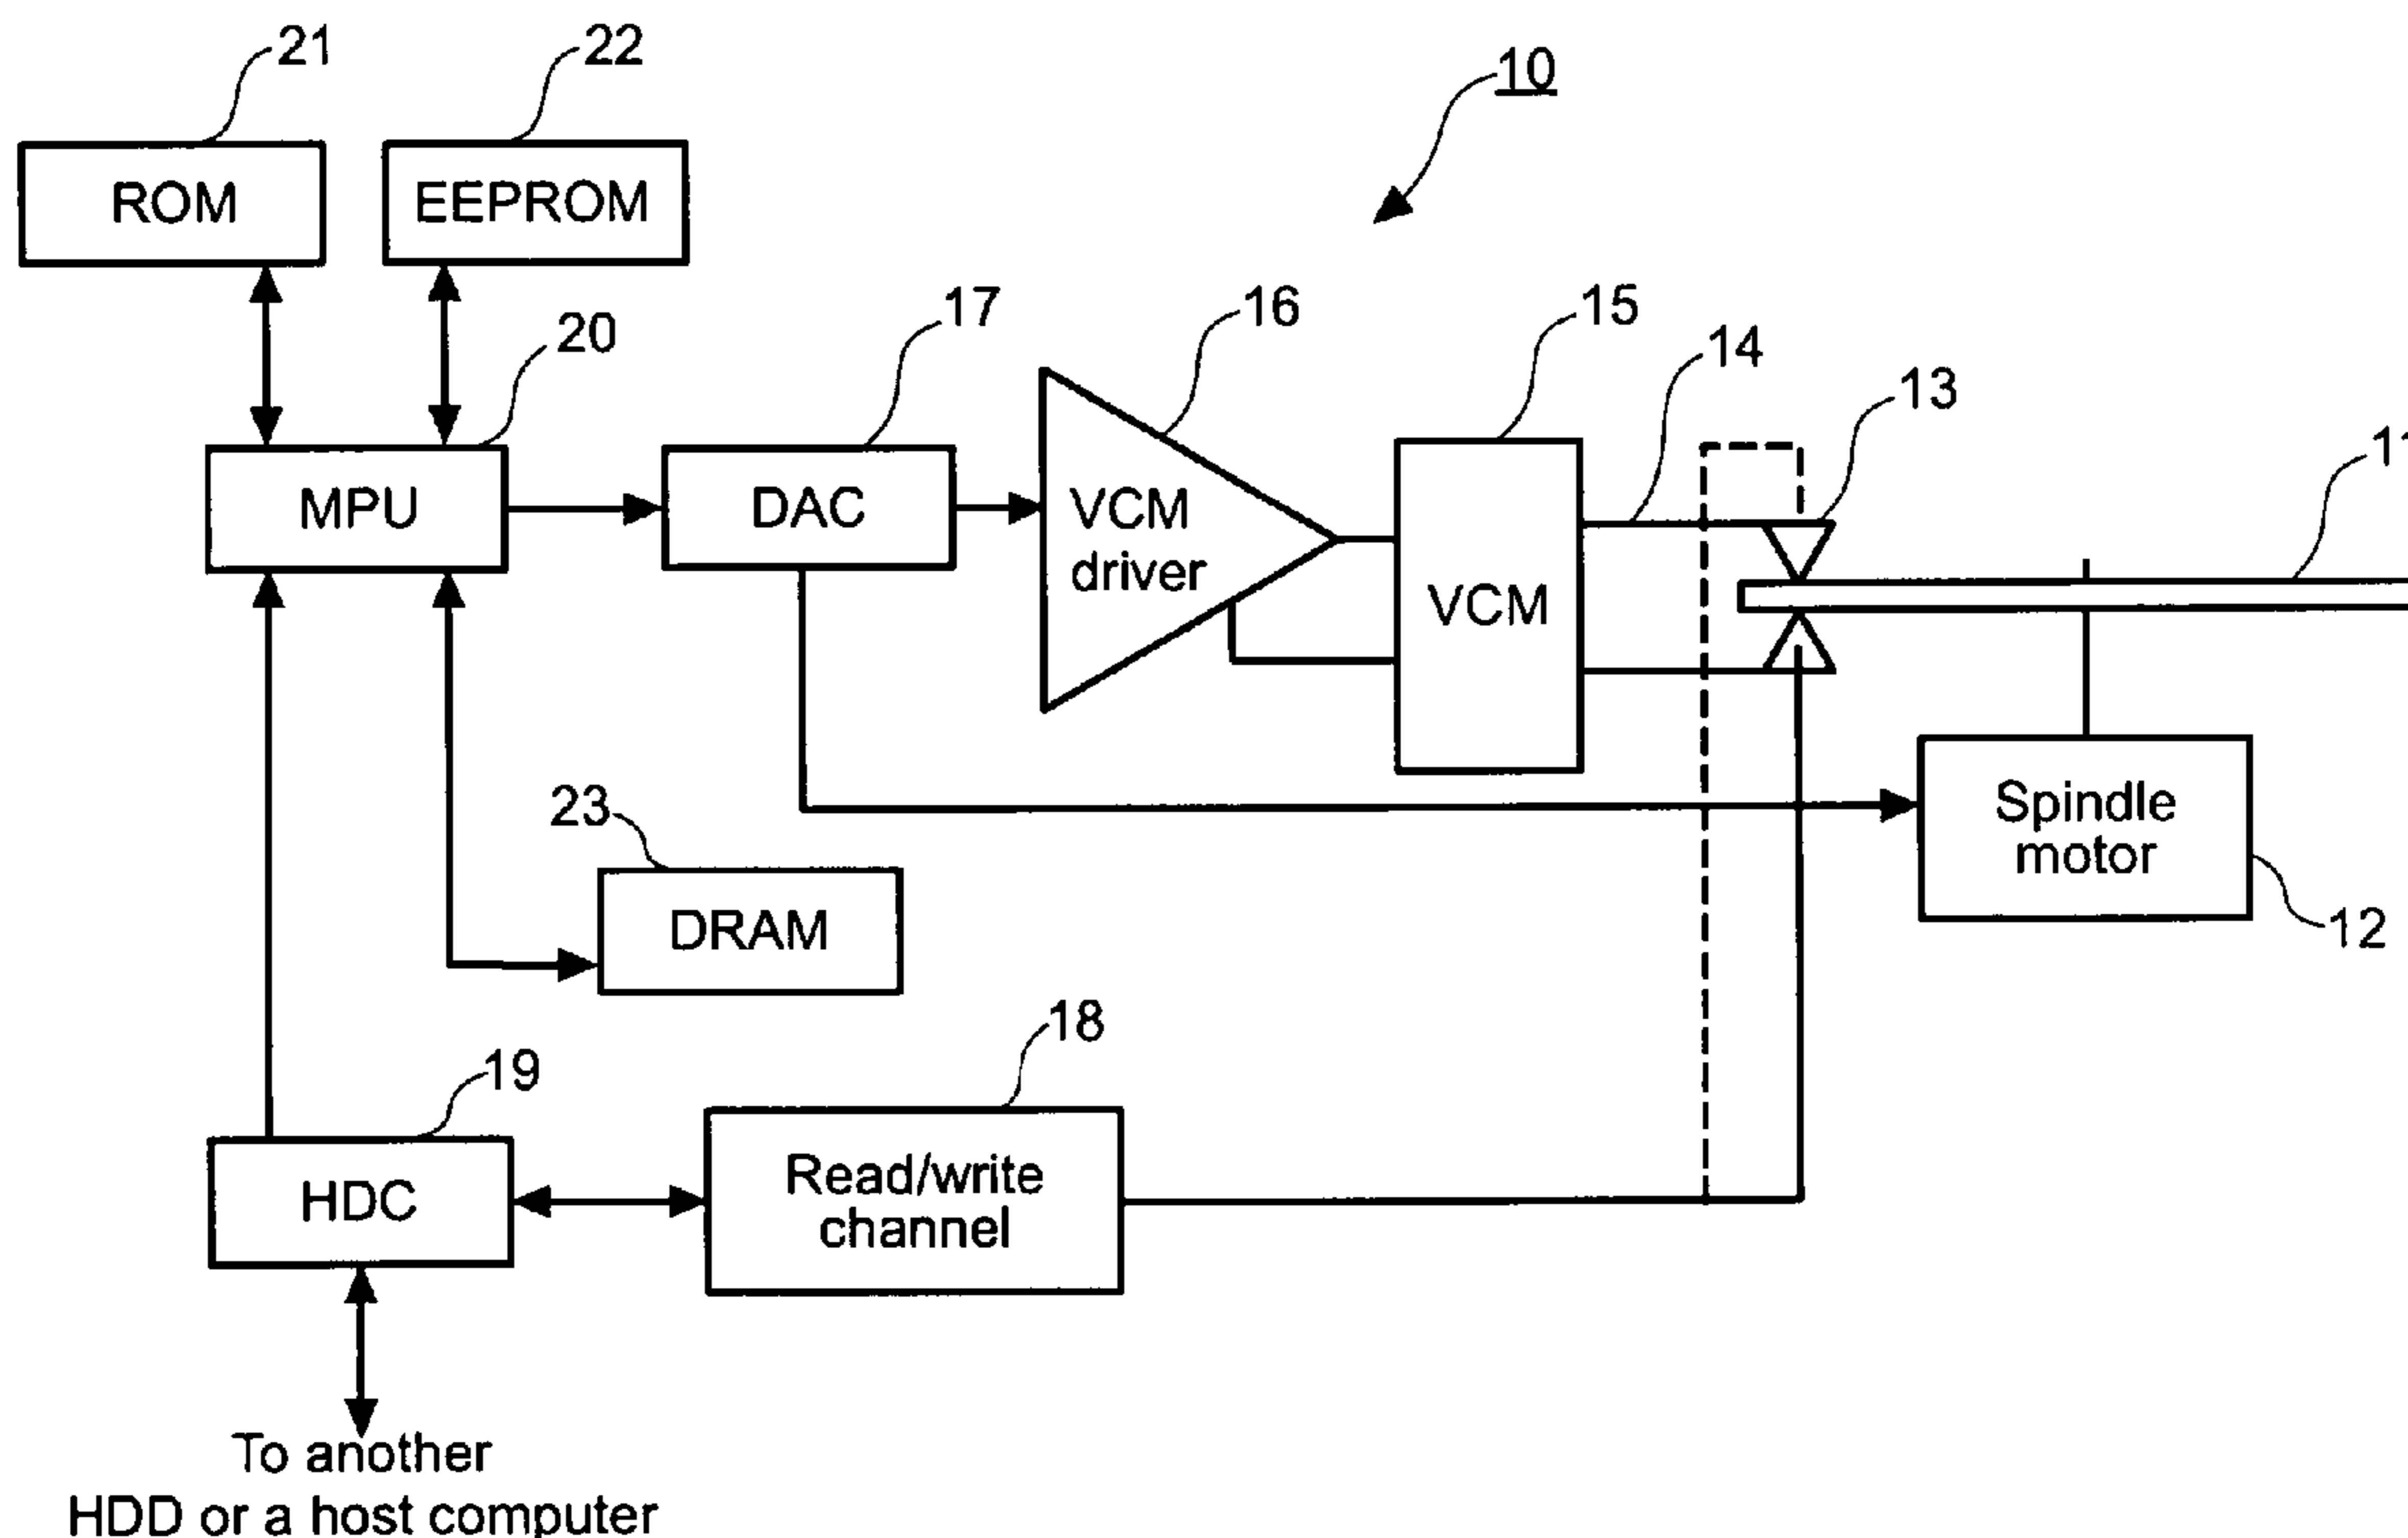 21
22
10
ROM
EEPROM
20
17
16
15
14
13
11
MPU
DAC
VCM
driver
VCM
23
Spindle
motor
DRAM
12
18
19
HDC
Read/write
channel
To another
HDD or a host computer